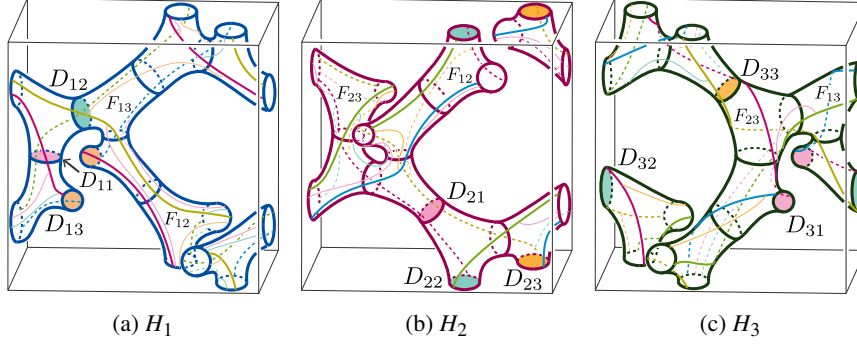 D12
F13
D11
D13
F12
(a) H1
F12
F23
D21
D22
D23
(b) H2
D33
F13
F23
D32
D31
(c) H3